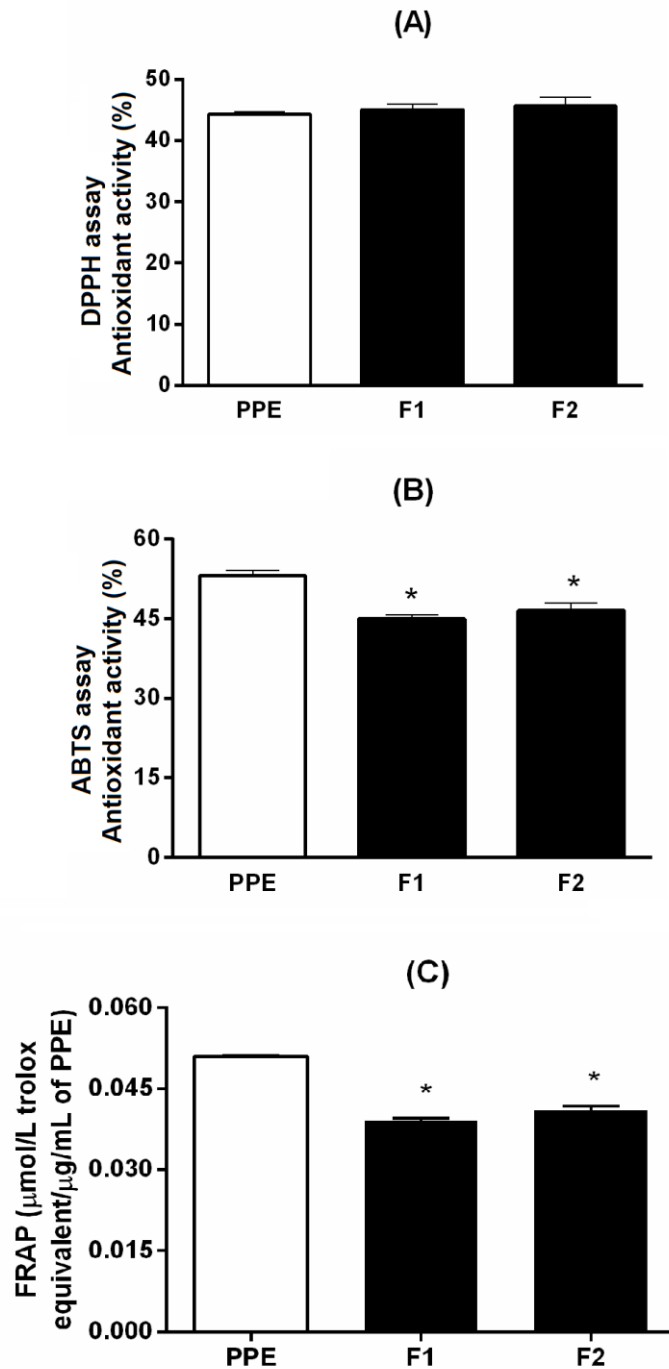 (A)
DPPH assay
Antioxidant activity (%)
50
40
30
20
10
0
PPE F1 F2
(B)
ABTS assay
Antioxidant activity (%)
60
45
30
15
0
* *
PPE F1 F2
(C)
FRAP (μmol/L trolox
equivalent/μg/mL of PPE)
0.060
0.045
0.030
0.015
0.000
* *
PPE F1 F2